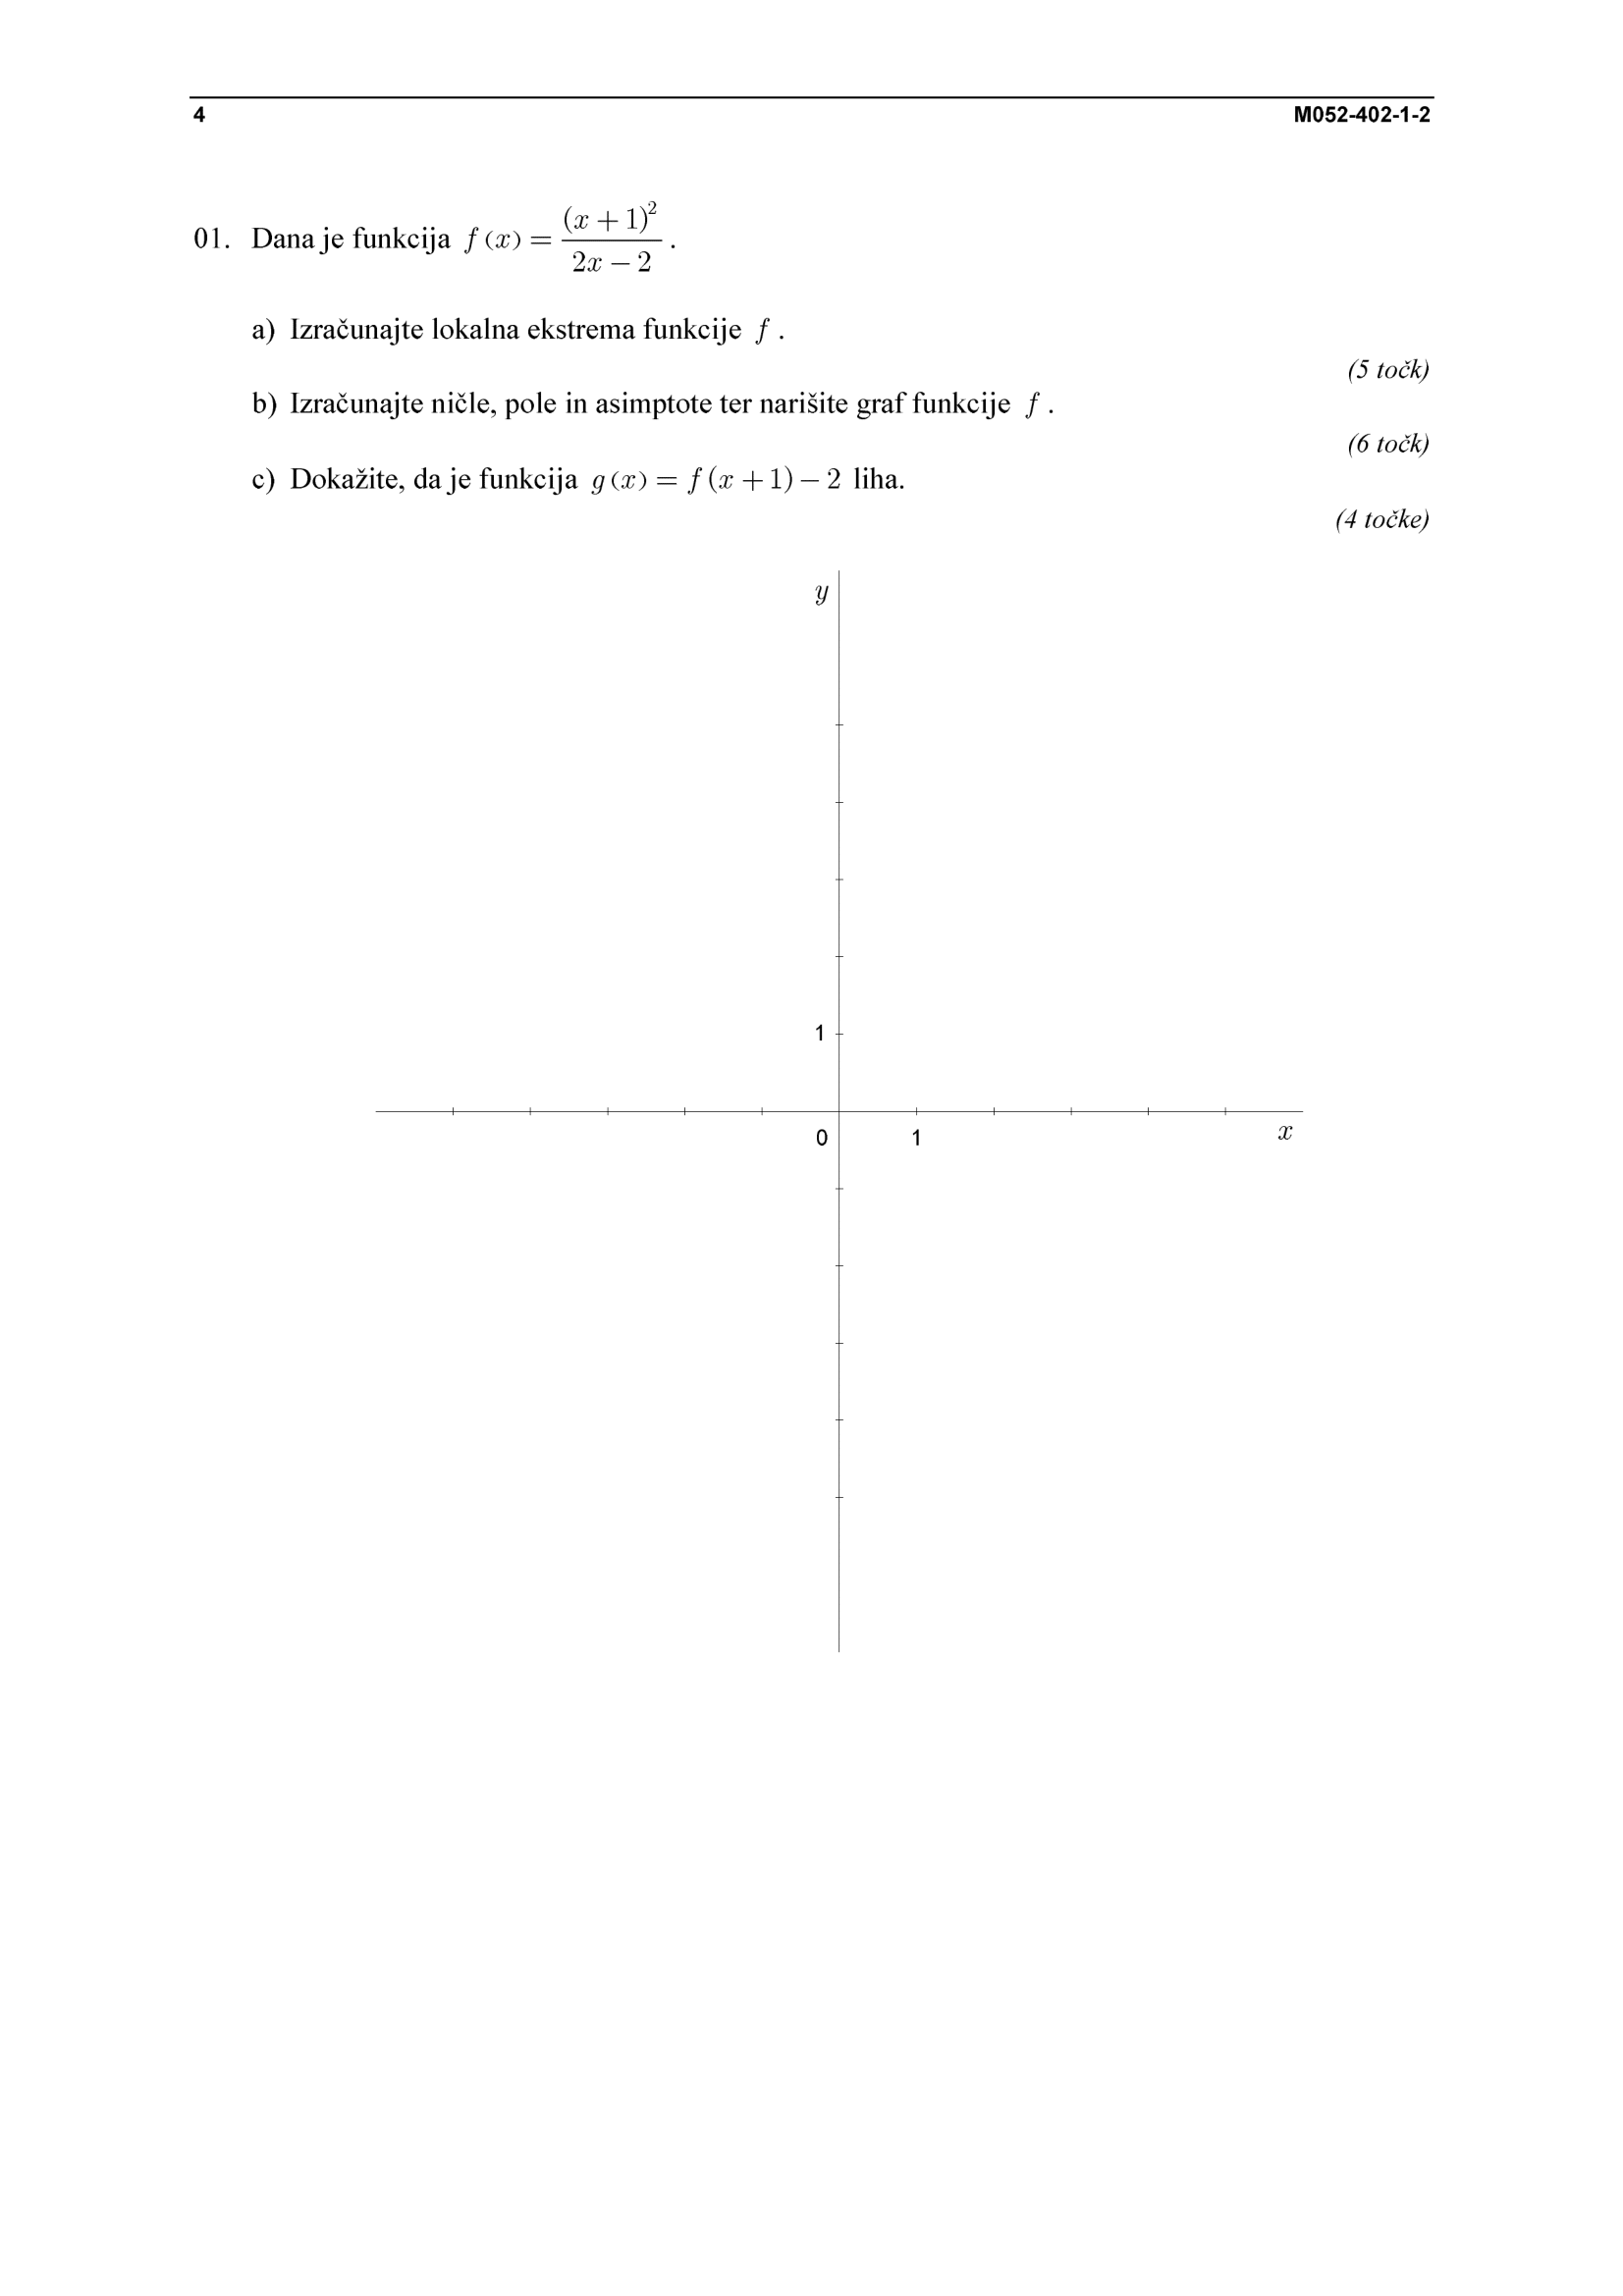 4 M052-402-1-2
01. Dana je funkcija f(x) = (x + 1)² / (2x − 2) .
a) Izračunajte lokalna ekstrema funkcije f .
(5 točk)
b) Izračunajte ničle, pole in asimptote ter narišite graf funkcije f .
(6 točk)
c) Dokažite, da je funkcija g(x) = f(x + 1) − 2 liha.
(4 točke)
y
1
0 1 x